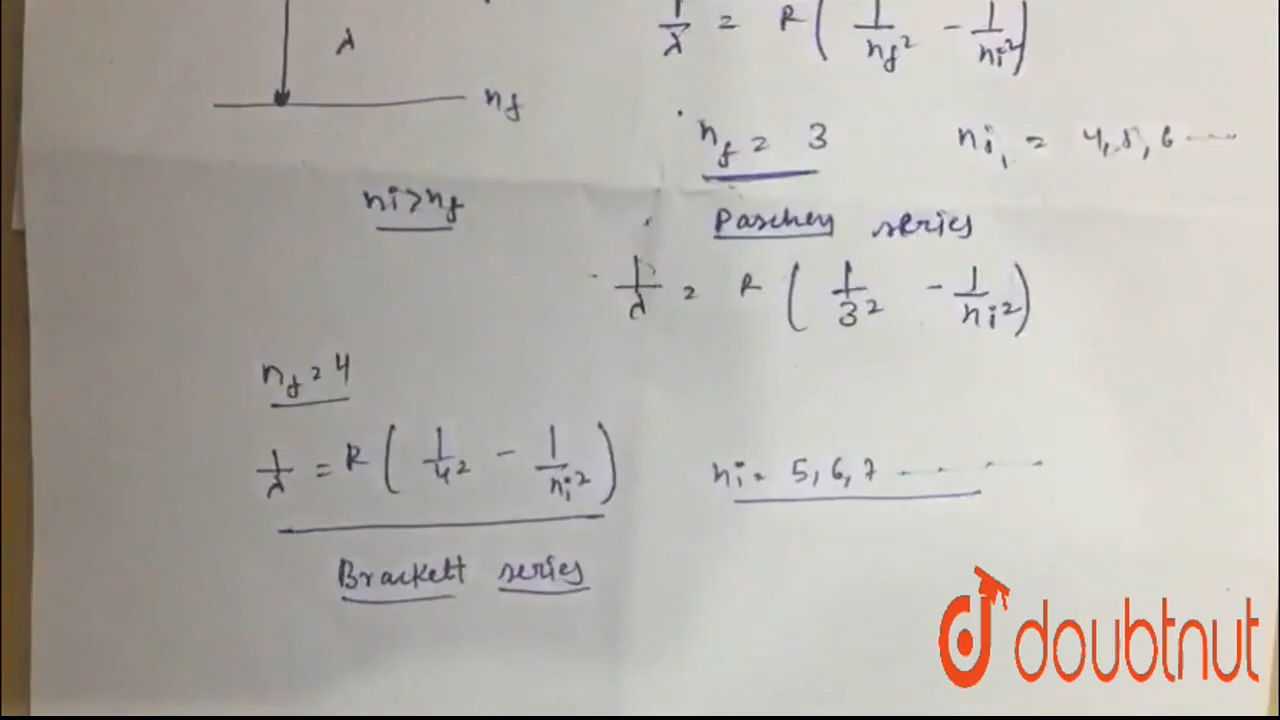 1/λ = R ( 1/nf² - 1/ni² )
λ
nf
nf = 3 ni, = 4, 5, 6 ----
ni > nf
Paschen series
1/λ = R ( 1/3² - 1/ni² )
nf = 4
1/λ = R ( 1/4² - 1/ni² ) ni = 5, 6, 7 ----
Brackett series
doubtnut